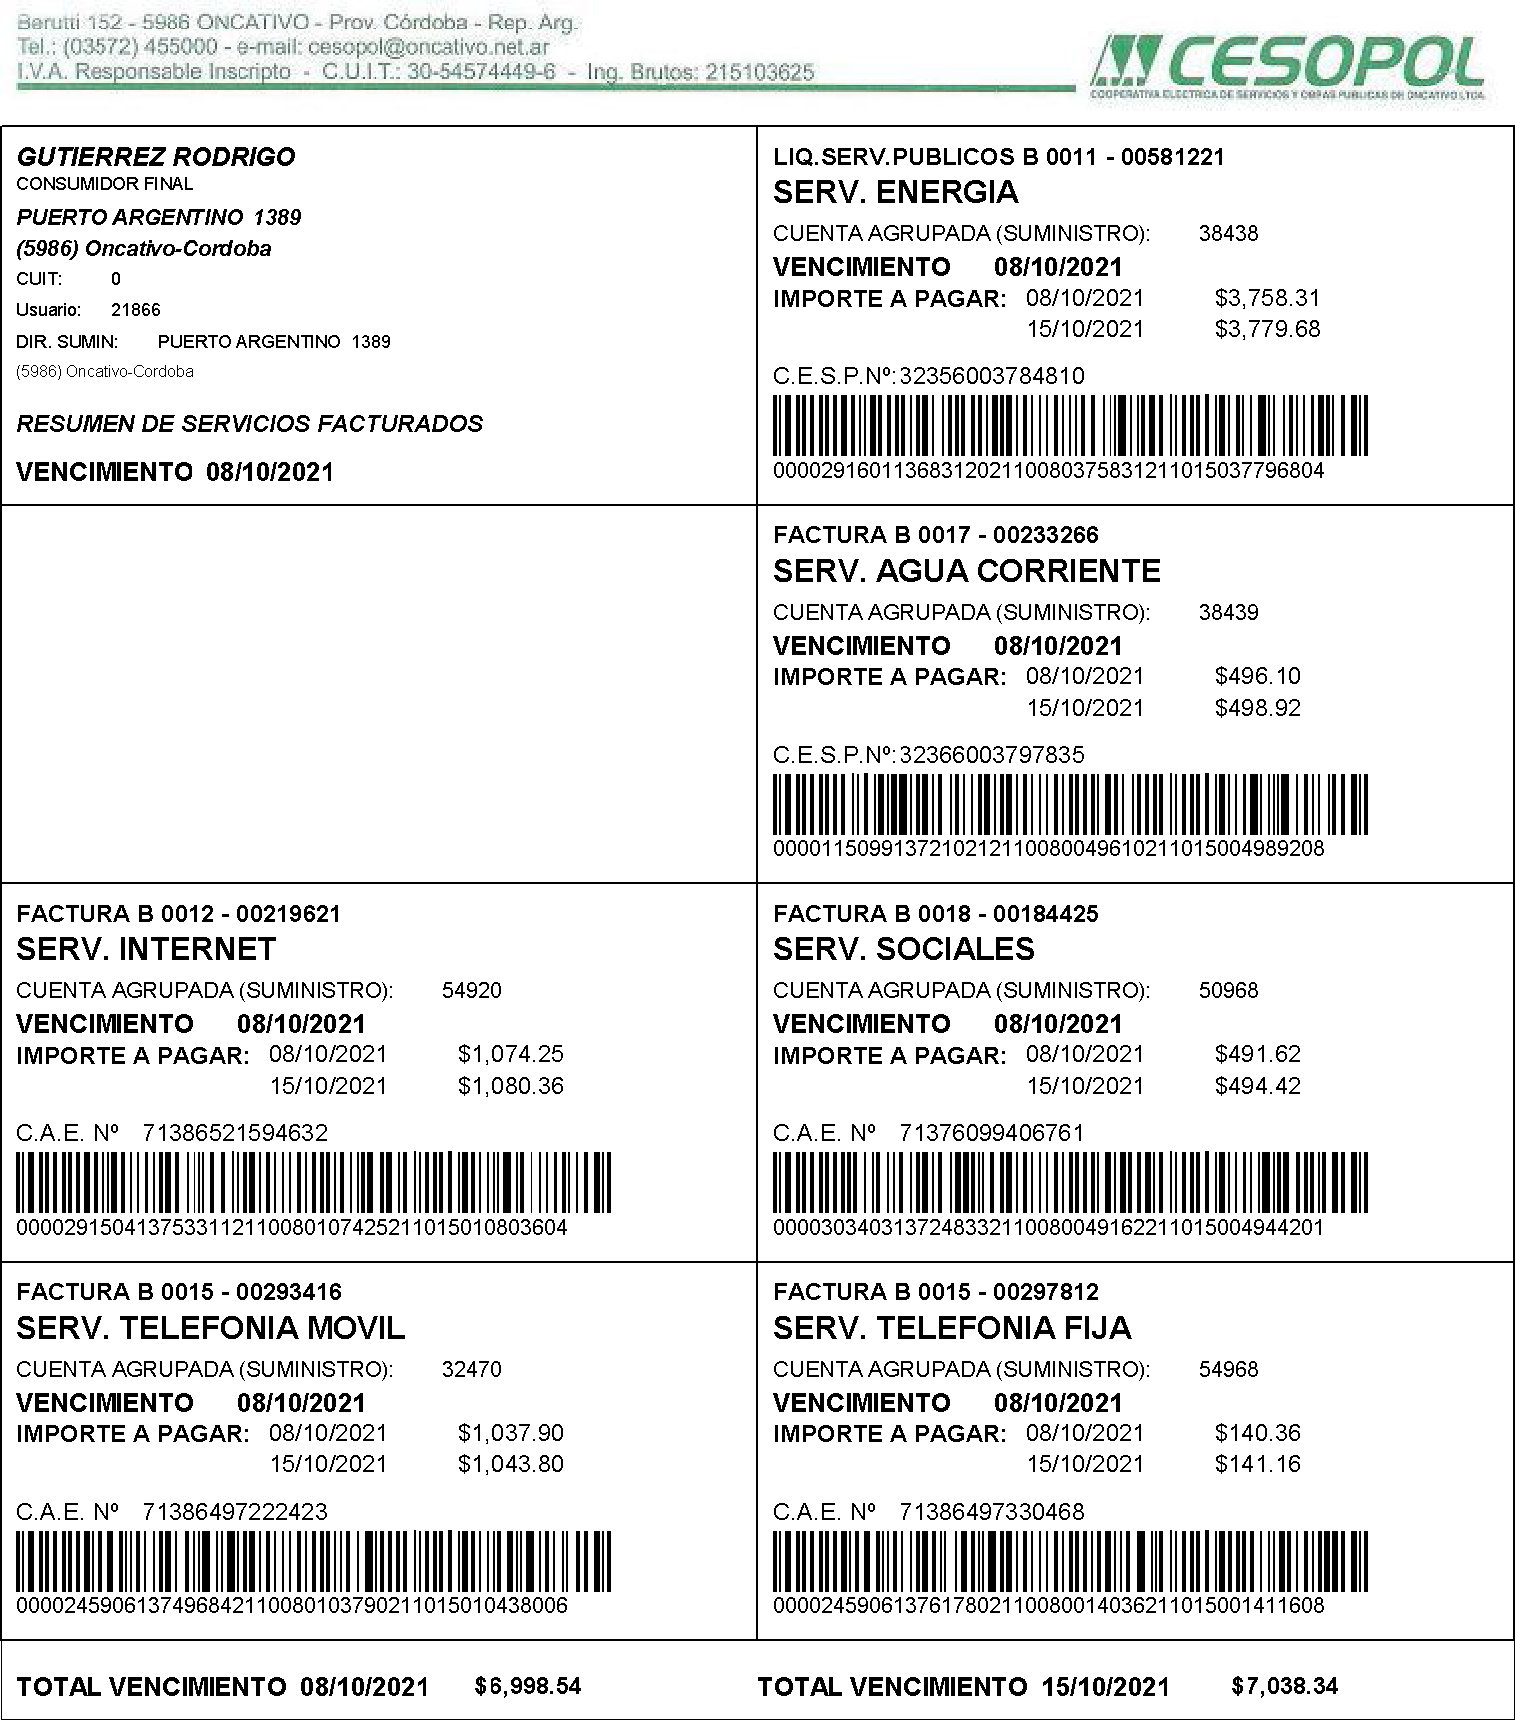 Berutti 152 - 5986 ONCATIVO - Prov. Córdoba - Rep. Arg.
Tel.: (03572) 455000 - e-mail: cesopol@oncativo.net.ar
I.V.A. Responsable Inscripto - C.U.I.T.: 30-54574449-6 - Ing. Brutos: 215103625
CESOPOL
COOPERATIVA ELECTRICA DE SERVICIOS Y OBRAS PUBLICAS DE ONCATIVO LTDA.
GUTIERREZ RODRIGO
CONSUMIDOR FINAL
PUERTO ARGENTINO 1389
(5986) Oncativo-Cordoba
CUIT: 0
Usuario: 21866
DIR. SUMIN: PUERTO ARGENTINO 1389
(5986) Oncativo-Cordoba
RESUMEN DE SERVICIOS FACTURADOS
VENCIMIENTO 08/10/2021
LIQ.SERV.PUBLICOS B 0011 - 00581221
SERV. ENERGIA
CUENTA AGRUPADA (SUMINISTRO): 38438
VENCIMIENTO 08/10/2021
IMPORTE A PAGAR: 08/10/2021 $3,758.31
15/10/2021 $3,779.68
C.E.S.P.Nº: 32356003784810
0000291601136831202110080375831211015037796804
FACTURA B 0017 - 00233266
SERV. AGUA CORRIENTE
CUENTA AGRUPADA (SUMINISTRO): 38439
VENCIMIENTO 08/10/2021
IMPORTE A PAGAR: 08/10/2021 $496.10
15/10/2021 $498.92
C.E.S.P.Nº: 32366003797835
0000115099137210212110080049610211015004989208
FACTURA B 0012 - 00219621
SERV. INTERNET
CUENTA AGRUPADA (SUMINISTRO): 54920
VENCIMIENTO 08/10/2021
IMPORTE A PAGAR: 08/10/2021 $1,074.25
15/10/2021 $1,080.36
C.A.E. Nº 71386521594632
0000291504137533112110080107425211015010803604
FACTURA B 0018 - 00184425
SERV. SOCIALES
CUENTA AGRUPADA (SUMINISTRO): 50968
VENCIMIENTO 08/10/2021
IMPORTE A PAGAR: 08/10/2021 $491.62
15/10/2021 $494.42
C.A.E. Nº 71376099406761
0000303403137248332110080049162211015004944201
FACTURA B 0015 - 00293416
SERV. TELEFONIA MOVIL
CUENTA AGRUPADA (SUMINISTRO): 32470
VENCIMIENTO 08/10/2021
IMPORTE A PAGAR: 08/10/2021 $1,037.90
15/10/2021 $1,043.80
C.A.E. Nº 71386497222423
0000245906137496842110080103790211015010438006
FACTURA B 0015 - 00297812
SERV. TELEFONIA FIJA
CUENTA AGRUPADA (SUMINISTRO): 54968
VENCIMIENTO 08/10/2021
IMPORTE A PAGAR: 08/10/2021 $140.36
15/10/2021 $141.16
C.A.E. Nº 71386497330468
0000245906137617802110080014036211015001411608
TOTAL VENCIMIENTO 08/10/2021 $6,998.54
TOTAL VENCIMIENTO 15/10/2021 $7,038.34